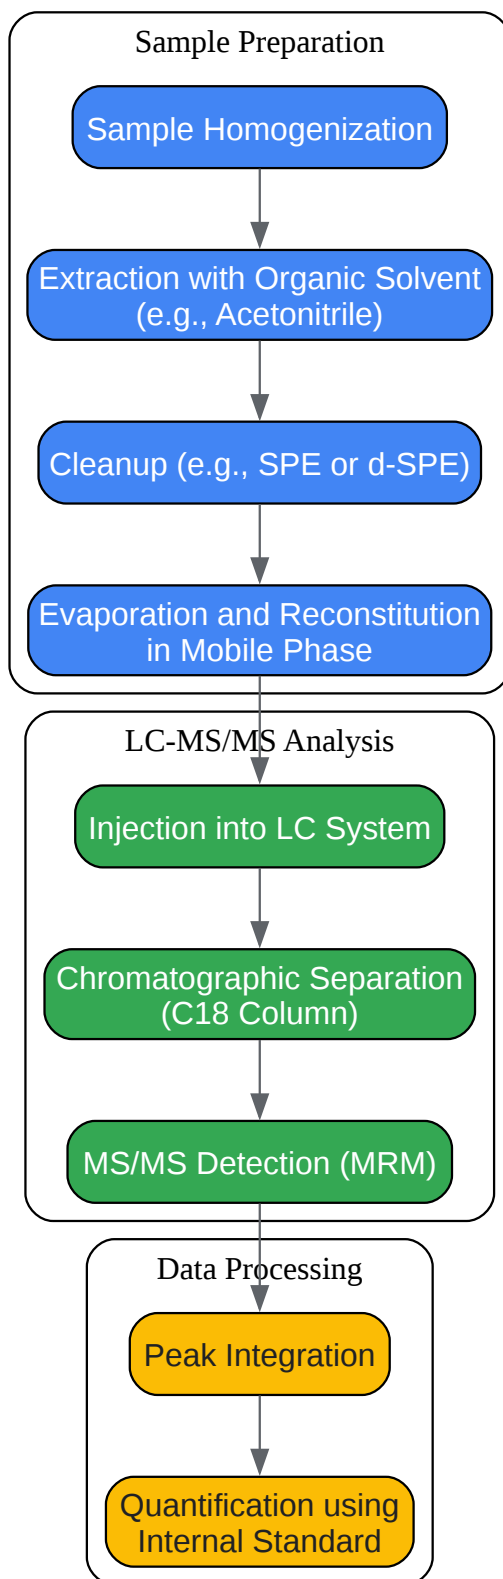 Sample Preparation
Sample Homogenization
Extraction with Organic Solvent
(e.g., Acetonitrile)
Cleanup (e.g., SPE or d-SPE)
Evaporation and Reconstitution
in Mobile Phase
LC-MS/MS Analysis
Injection into LC System
Chromatographic Separation
(C18 Column)
MS/MS Detection (MRM)
Data Processing
Peak Integration
Quantification using
Internal Standard